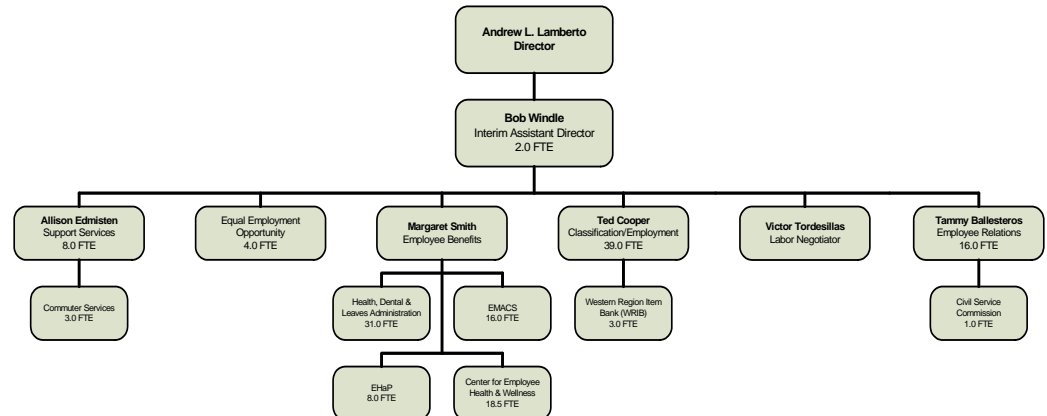 Andrew L. Lamberto
Director
Bob Windle
Interim Assistant Director
2.0 FTE
Allison Edmisten
Support Services
8.0 FTE
Equal Employment
Opportunity
4.0 FTE
Margaret Smith
Employee Benefits
Ted Cooper
Classification/Employment
39.0 FTE
Victor Tordesillas
Labor Negotiator
Tammy Ballesteros
Employee Relations
16.0 FTE
Commuter Services
3.0 FTE
Health, Dental &
Leaves Administration
31.0 FTE
EMACS
16.0 FTE
Western Region Item
Bank (WRIB)
3.0 FTE
Civil Service
Commission
1.0 FTE
EHaP
8.0 FTE
Center for Employee
Health & Wellness
18.5 FTE